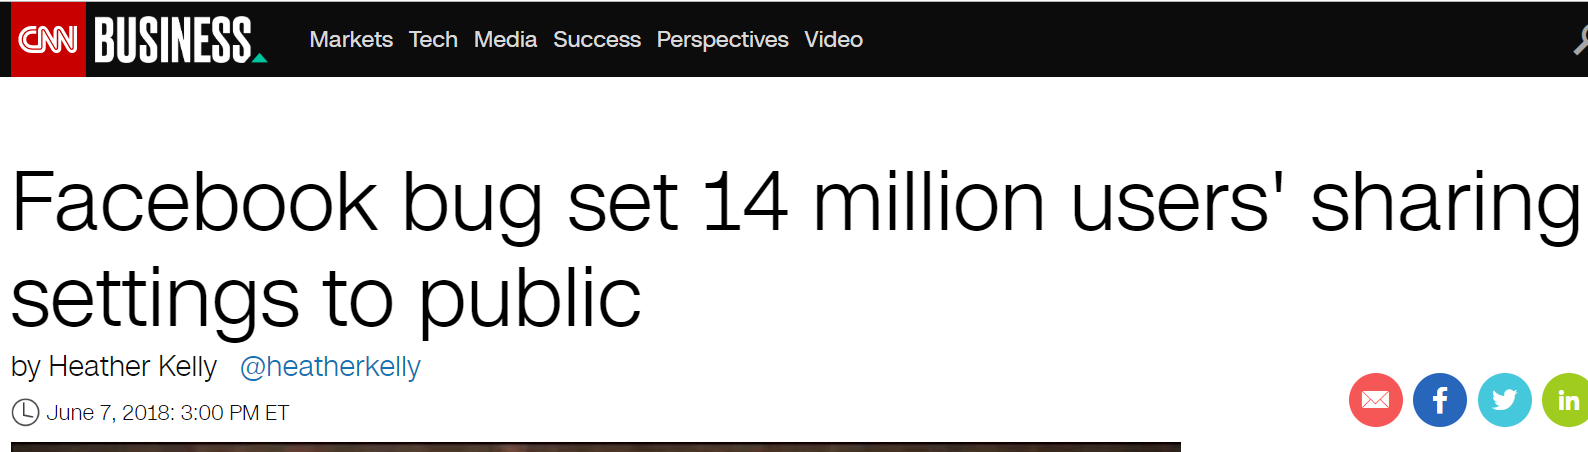 CNN BUSINESS Markets Tech Media Success Perspectives Video
Facebook bug set 14 million users' sharing
settings to public
by Heather Kelly @heatherkelly
June 7, 2018: 3:00 PM ET
f in